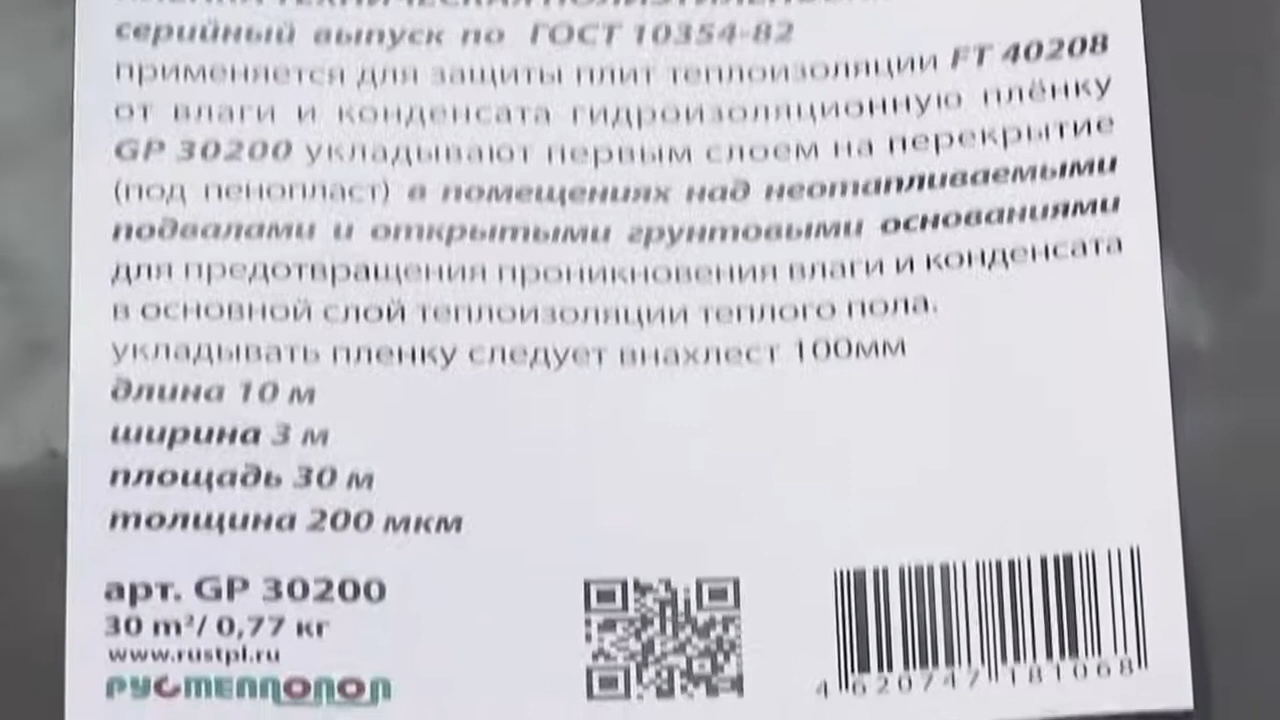 серийный выпуск по ГОСТ 10354-82
применяется для защиты плит теплоизоляции FT 40208
от влаги и конденсата гидроизоляционную плёнку
GP 30200 укладывают первым слоем на перекрытие
(под пенопласт) в помещениях над неотапливаемыми
подвалами и открытыми грунтовыми основаниями
для предотвращения проникновения влаги и конденсата
в основной слой теплоизоляции теплого пола.
укладывать пленку следует внахлест 100мм
длина 10 м
ширина 3 м
площадь 30 м
толщина 200 мкм
арт. GP 30200
30 m²/ 0,77 кг
www.rustpl.ru
РУСТЕПЛОПОЛ
4 620747 181068